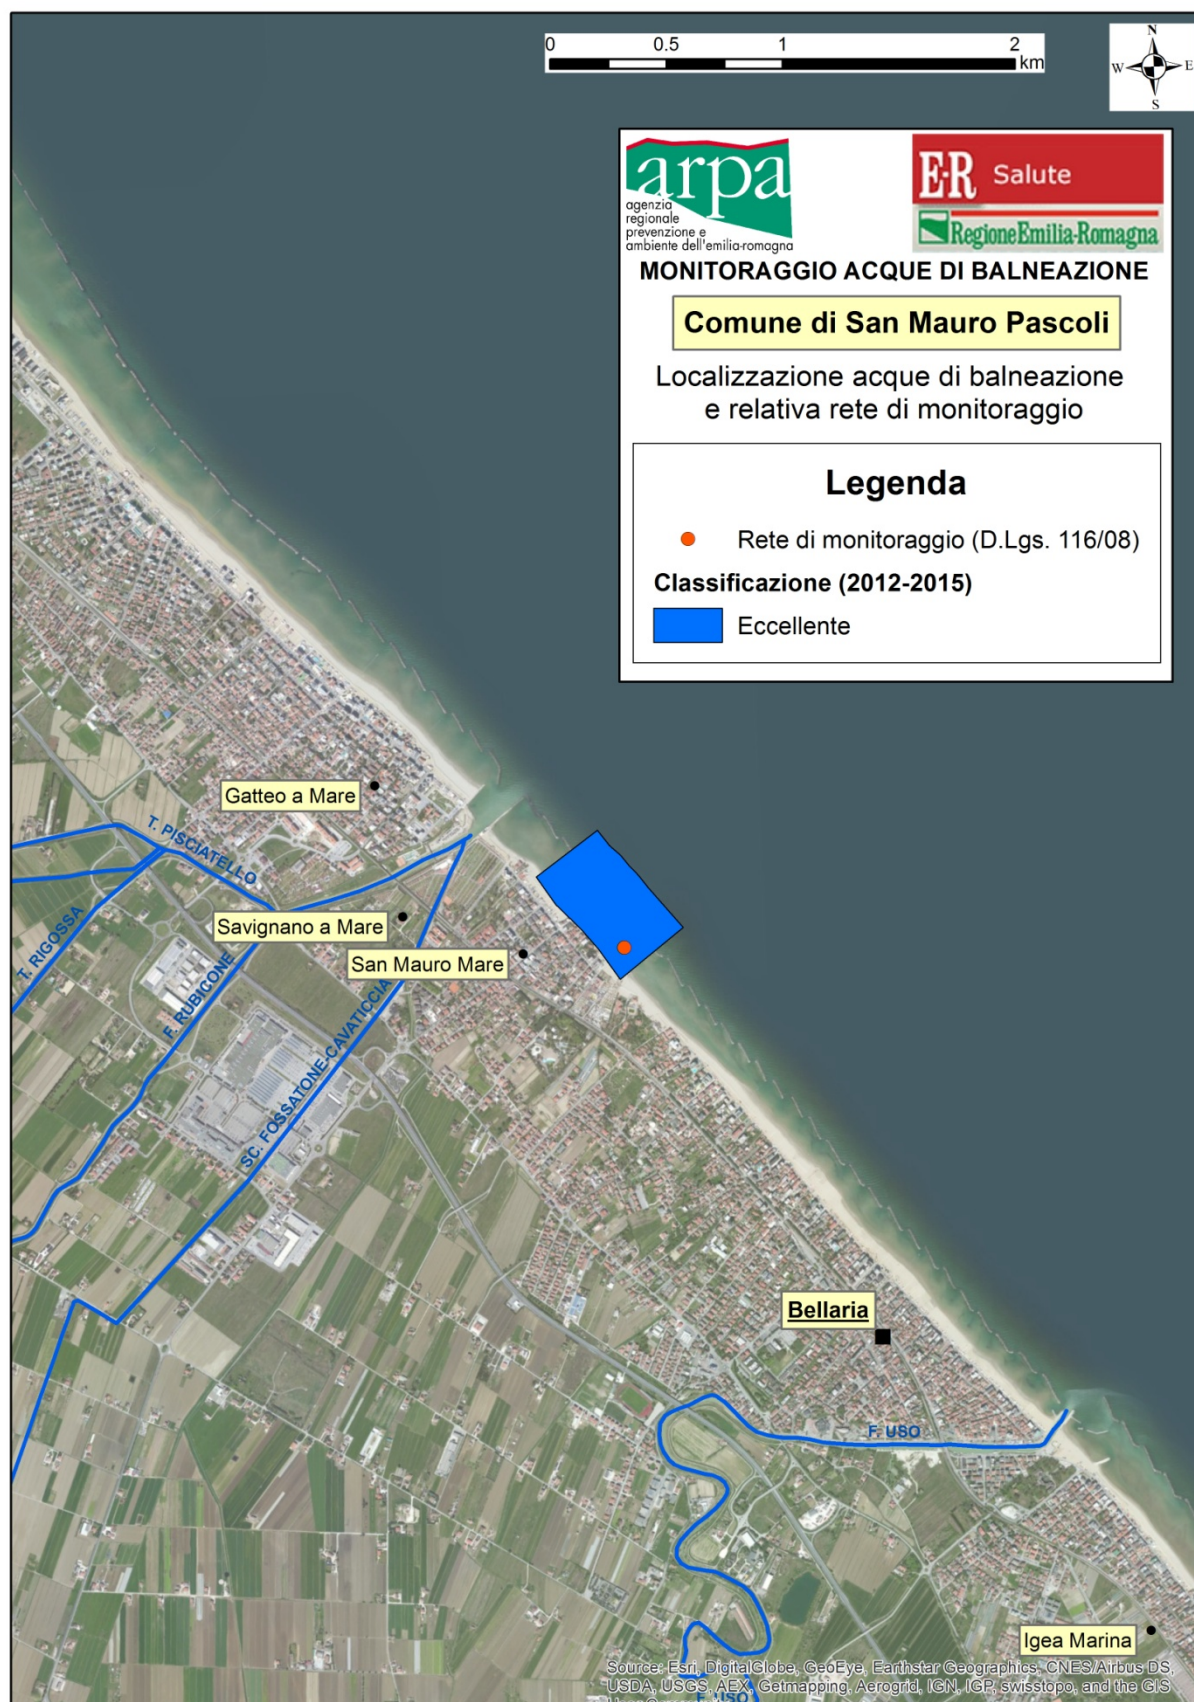 0 0.5 1 2
km
N
W E
S
arpa
agenzia
regionale
prevenzione e
ambiente dell'emilia-romagna
E·R Salute
RegioneEmilia-Romagna
MONITORAGGIO ACQUE DI BALNEAZIONE
Comune di San Mauro Pascoli
Localizzazione acque di balneazione
e relativa rete di monitoraggio
Legenda
Rete di monitoraggio (D.Lgs. 116/08)
Classificazione (2012-2015)
Eccellente
Gatteo a Mare
T. PISCIATELLO
T. RIGOSSA
Savignano a Mare
San Mauro Mare
F. RUBICONE
SC. FOSSATONE-CAVATICCIA
Bellaria
F. USO
Igea Marina
Source: Esri, DigitalGlobe, GeoEye, Earthstar Geographics, CNES/Airbus DS,
USDA, USGS, AEX, Getmapping, Aerogrid, IGN, IGP, swisstopo, and the GIS
F. USO